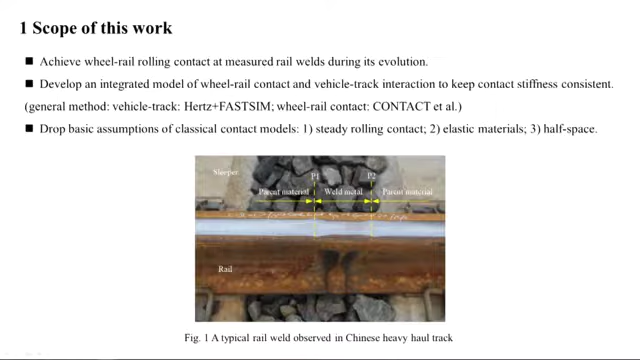 1 Scope of this work
■ Achieve wheel-rail rolling contact at measured rail welds during its evolution.
■ Develop an integrated model of wheel-rail contact and vehicle-track interaction to keep contact stiffness consistent.
(general method: vehicle-track: Hertz+FASTSIM; wheel-rail contact: CONTACT et al.)
■ Drop basic assumptions of classical contact models: 1) steady rolling contact; 2) elastic materials; 3) half-space.
Sleeper
P1
P2
Parent material
Weld metal
Parent material
Rail
Fig. 1 A typical rail weld observed in Chinese heavy haul track